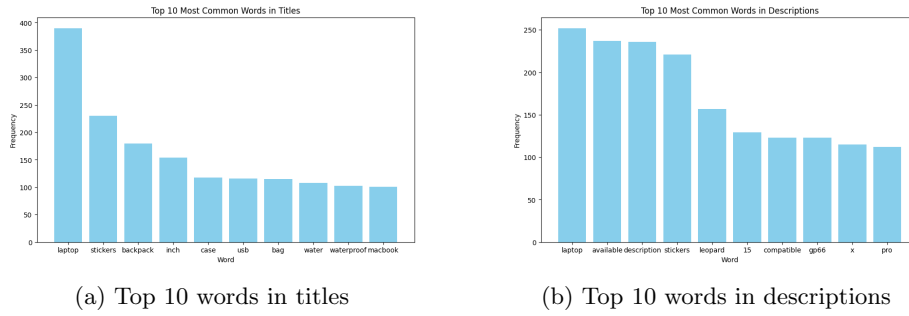 Top 10 Most Common Words in Titles
400
350
300
250
200
150
100
50
0
Frequency
laptop stickers backpack inch case usb bag water waterproof macbook
Word
(a) Top 10 words in titles
Top 10 Most Common Words in Descriptions
250
200
150
100
50
0
Frequency
laptop available description stickers leopard 15 compatible gp66 x pro
Word
(b) Top 10 words in descriptions